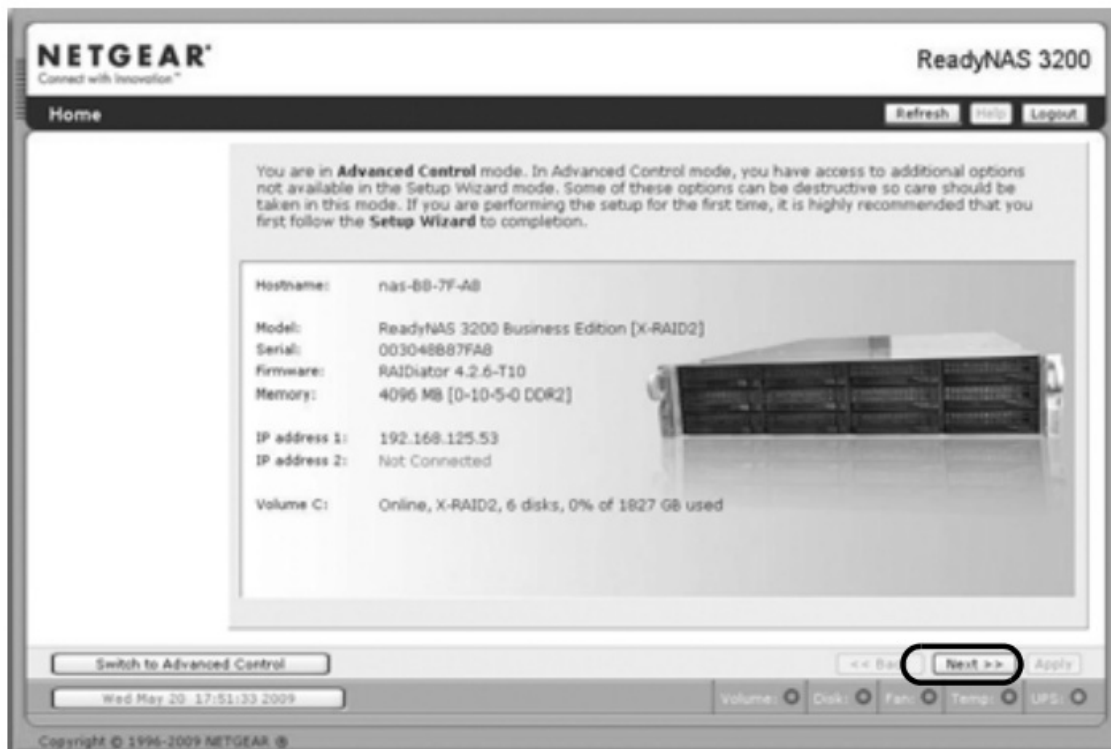 NETGEAR®
Connect with Innovation™
ReadyNAS 3200
Home
Refresh
Help
Logout
You are in Advanced Control mode. In Advanced Control mode, you have access to additional options
not available in the Setup Wizard mode. Some of these options can be destructive so care should be
taken in this mode. If you are performing the setup for the first time, it is highly recommended that you
first follow the Setup Wizard to completion.
Hostname: nas-B8-7F-A8
Model: ReadyNAS 3200 Business Edition [X-RAID2]
Serial: 003048B87FA8
Firmware: RAIDiator 4.2.6-T10
Memory: 4096 MB [0-10-5-0 DDR2]
IP address 1: 192.168.125.53
IP address 2: Not Connected
Volume C: Online, X-RAID2, 6 disks, 0% of 1827 GB used
Switch to Advanced Control
<< Ba
Next >>
Apply
Wed May 20 17:51:33 2009
Volume:
Disk:
Fan:
Temp:
UPS:
Copyright © 1996-2009 NETGEAR ®